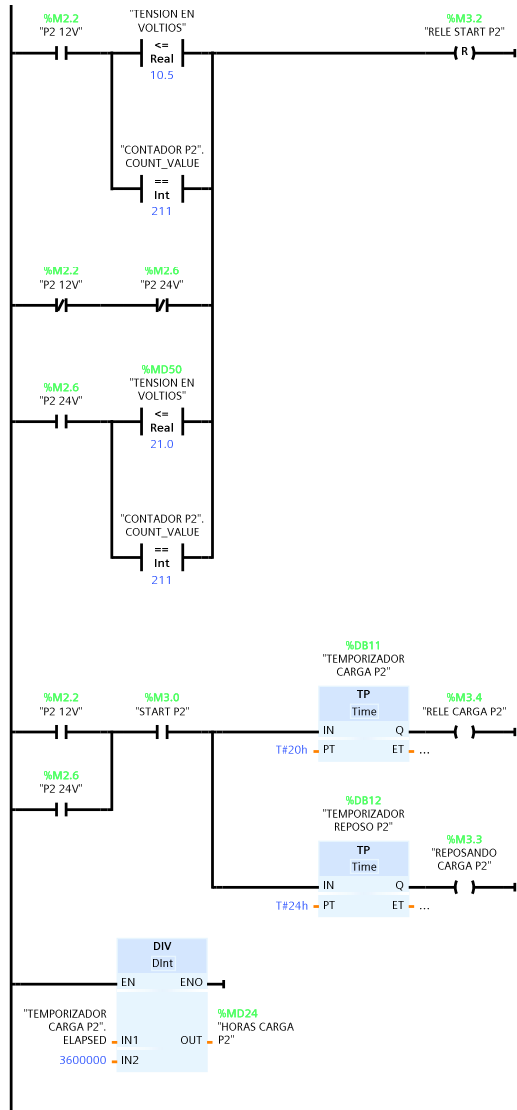 "TENSION EN
VOLTIOS"
%M2.2
"P2 12V"
<=
Real
10.5
%M3.2
"RELE START P2"
R
"CONTADOR P2".
COUNT_VALUE
==
Int
211
%M2.2
"P2 12V"
%M2.6
"P2 24V"
%MD50
"TENSION EN
VOLTIOS"
%M2.6
"P2 24V"
<=
Real
21.0
"CONTADOR P2".
COUNT_VALUE
==
Int
211
%DB11
"TEMPORIZADOR
CARGA P2"
%M2.2
"P2 12V"
%M3.0
"START P2"
TP
Time
IN
Q
T#20h
PT
ET
...
%M3.4
"RELE CARGA P2"
%M2.6
"P2 24V"
%DB12
"TEMPORIZADOR
REPOSO P2"
TP
Time
IN
Q
T#24h
PT
ET
...
%M3.3
"REPOSANDO
CARGA P2"
DIV
DInt
EN
ENO
"TEMPORIZADOR
CARGA P2".
ELAPSED
IN1
3600000
IN2
OUT
%MD24
"HORAS CARGA
P2"